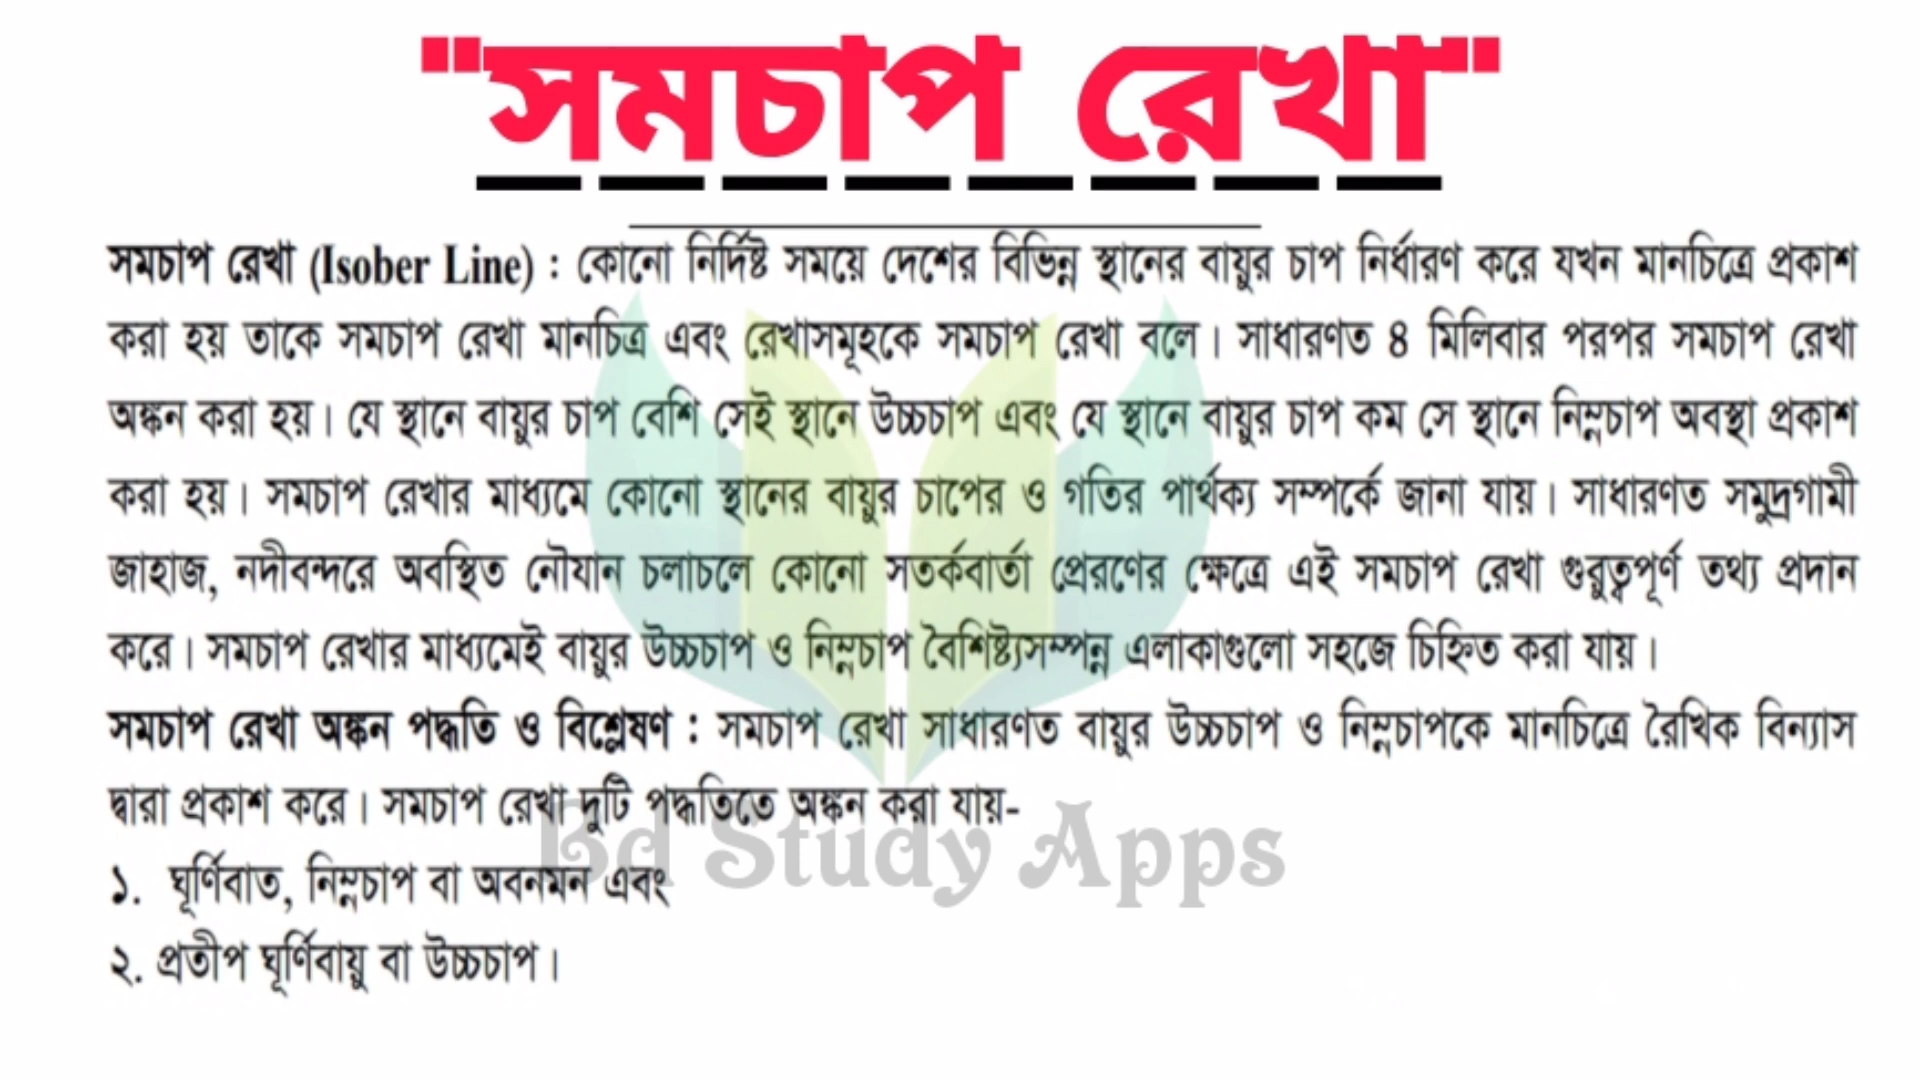 "সমচাপ রেখা"
সমচাপ রেখা (Isober Line) : কোনো নির্দিষ্ট সময়ে দেশের বিভিন্ন স্থানের বায়ুর চাপ নির্ধারণ করে যখন মানচিত্রে প্রকাশ
করা হয় তাকে সমচাপ রেখা মানচিত্র এবং রেখাসমূহকে সমচাপ রেখা বলে। সাধারণত ৪ মিলিবার পরপর সমচাপ রেখা
অঙ্কন করা হয়। যে স্থানে বায়ুর চাপ বেশি সেই স্থানে উচ্চচাপ এবং যে স্থানে বায়ুর চাপ কম সে স্থানে নিম্নচাপ অবস্থা প্রকাশ
করা হয়। সমচাপ রেখার মাধ্যমে কোনো স্থানের বায়ুর চাপের ও গতির পার্থক্য সম্পর্কে জানা যায়। সাধারণত সমুদ্রগামী
জাহাজ, নদীবন্দরে অবস্থিত নৌযান চলাচলে কোনো সতর্কবার্তা প্রেরণের ক্ষেত্রে এই সমচাপ রেখা গুরুত্বপূর্ণ তথ্য প্রদান
করে। সমচাপ রেখার মাধ্যমেই বায়ুর উচ্চচাপ ও নিম্নচাপ বৈশিষ্ট্যসম্পন্ন এলাকাগুলো সহজে চিহ্নিত করা যায়।
সমচাপ রেখা অঙ্কন পদ্ধতি ও বিশ্লেষণ : সমচাপ রেখা সাধারণত বায়ুর উচ্চচাপ ও নিম্নচাপকে মানচিত্রে রৈখিক বিন্যাস
দ্বারা প্রকাশ করে। সমচাপ রেখা দুটি পদ্ধতিতে অঙ্কন করা যায়-
Bd Study Apps
১. ঘূর্ণিবাত, নিম্নচাপ বা অবনমন এবং
২. প্রতীপ ঘূর্ণিবায়ু বা উচ্চচাপ।